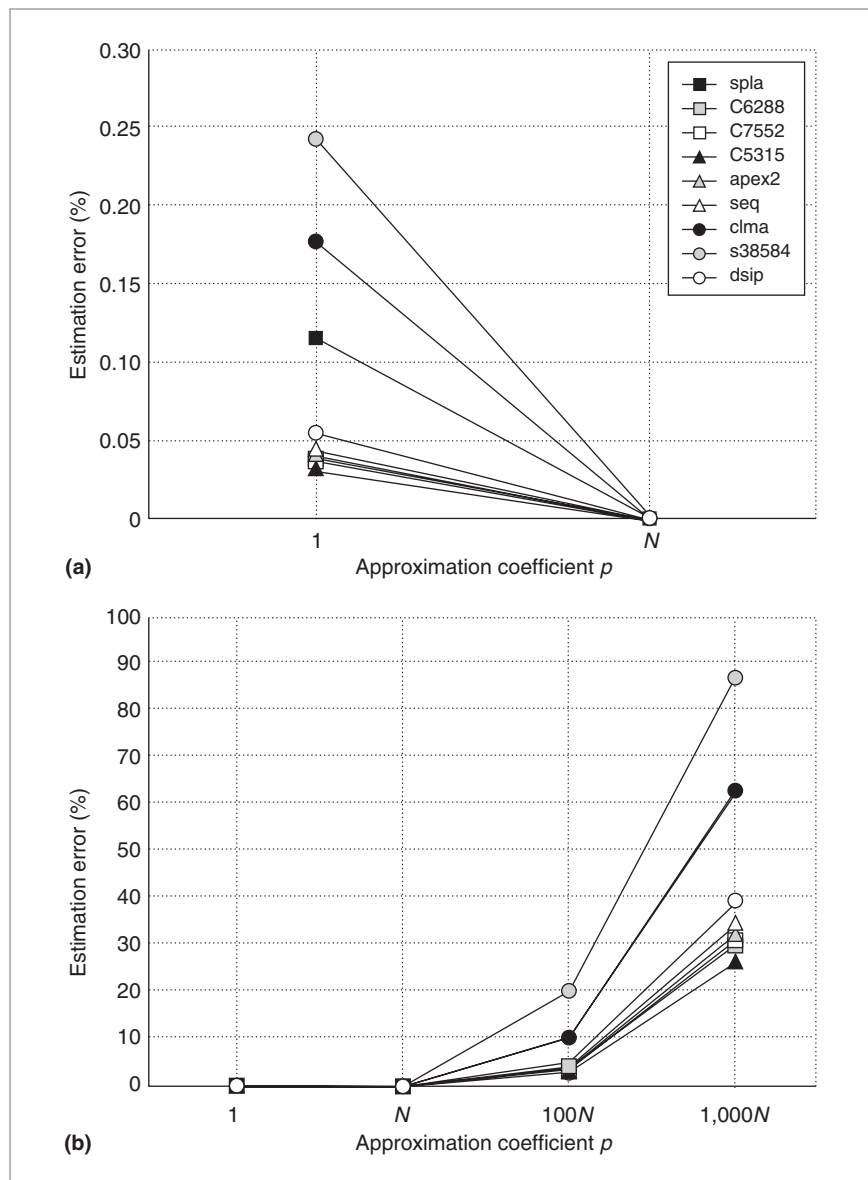 0.30
0.25
0.20
0.15
0.10
0.05
0
Estimation error (%)
spla
C6288
C7552
C5315
apex2
seq
clma
s38584
dsip
1
N
(a)
Approximation coefficient p
100
90
80
70
60
50
40
30
20
10
0
Estimation error (%)
1
N
100N
1,000N
(b)
Approximation coefficient p